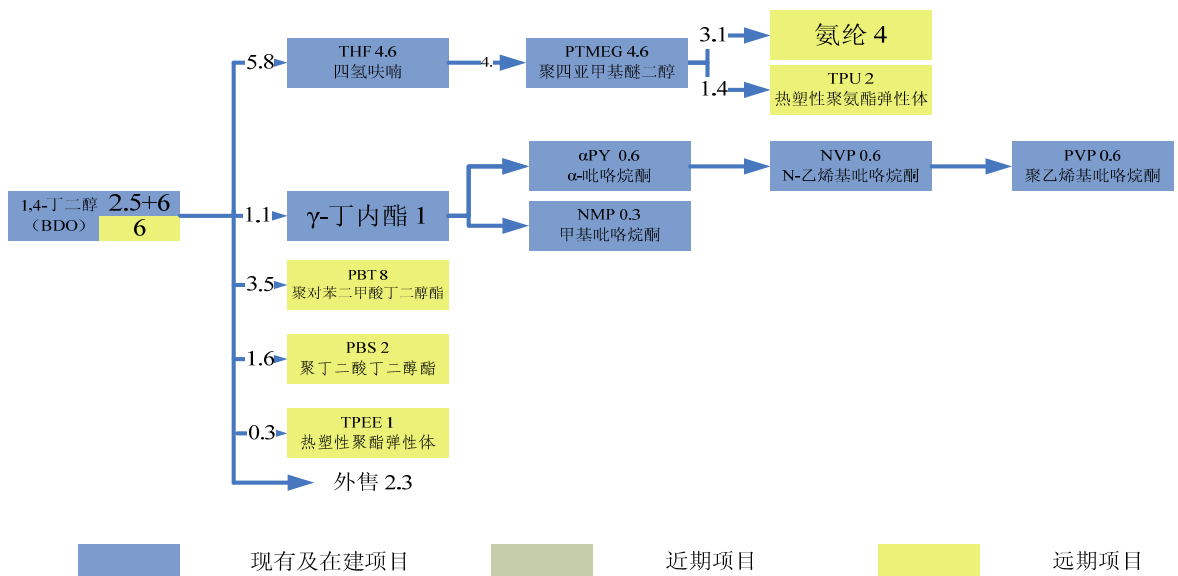 1,4-丁二醇
(BDO)
2.5+6
6
5.8
THF 4.6
四氢呋喃
4.
PTMEG 4.6
聚四亚甲基醚二醇
3.1
氨纶 4
1.4
TPU 2
热塑性聚氨酯弹性体
1.1
γ-丁内酯 1
αPY 0.6
α-吡咯烷酮
NVP 0.6
N-乙烯基吡咯烷酮
PVP 0.6
聚乙烯基吡咯烷酮
NMP 0.3
甲基吡咯烷酮
3.5
PBT 8
聚对苯二甲酸丁二醇酯
1.6
PBS 2
聚丁二酸丁二醇酯
0.3
TPEE 1
热塑性聚酯弹性体
外售 2.3
现有及在建项目
近期项目
远期项目